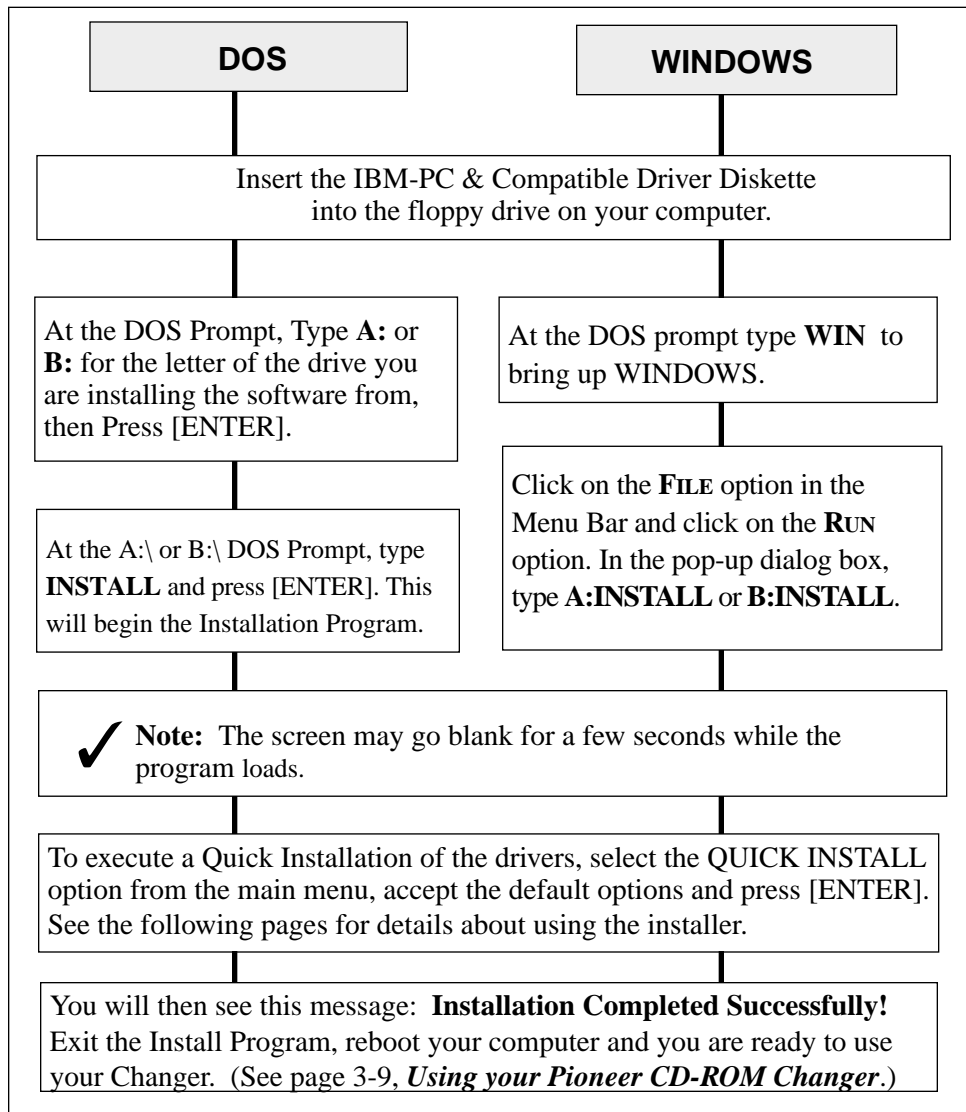 DOS
WINDOWS
Insert the IBM-PC & Compatible Driver Diskette
into the floppy drive on your computer.
At the DOS Prompt, Type A: or
B: for the letter of the drive you
are installing the software from,
then Press [ENTER].
At the A:\ or B:\ DOS Prompt, type
INSTALL and press [ENTER]. This
will begin the Installation Program.
At the DOS prompt type WIN to
bring up WINDOWS.
Click on the FILE option in the
Menu Bar and click on the RUN
option. In the pop-up dialog box,
type A:INSTALL or B:INSTALL.
Note: The screen may go blank for a few seconds while the
program loads.
To execute a Quick Installation of the drivers, select the QUICK INSTALL
option from the main menu, accept the default options and press [ENTER].
See the following pages for details about using the installer.
You will then see this message: Installation Completed Successfully!
Exit the Install Program, reboot your computer and you are ready to use
your Changer. (See page 3-9, Using your Pioneer CD-ROM Changer.)